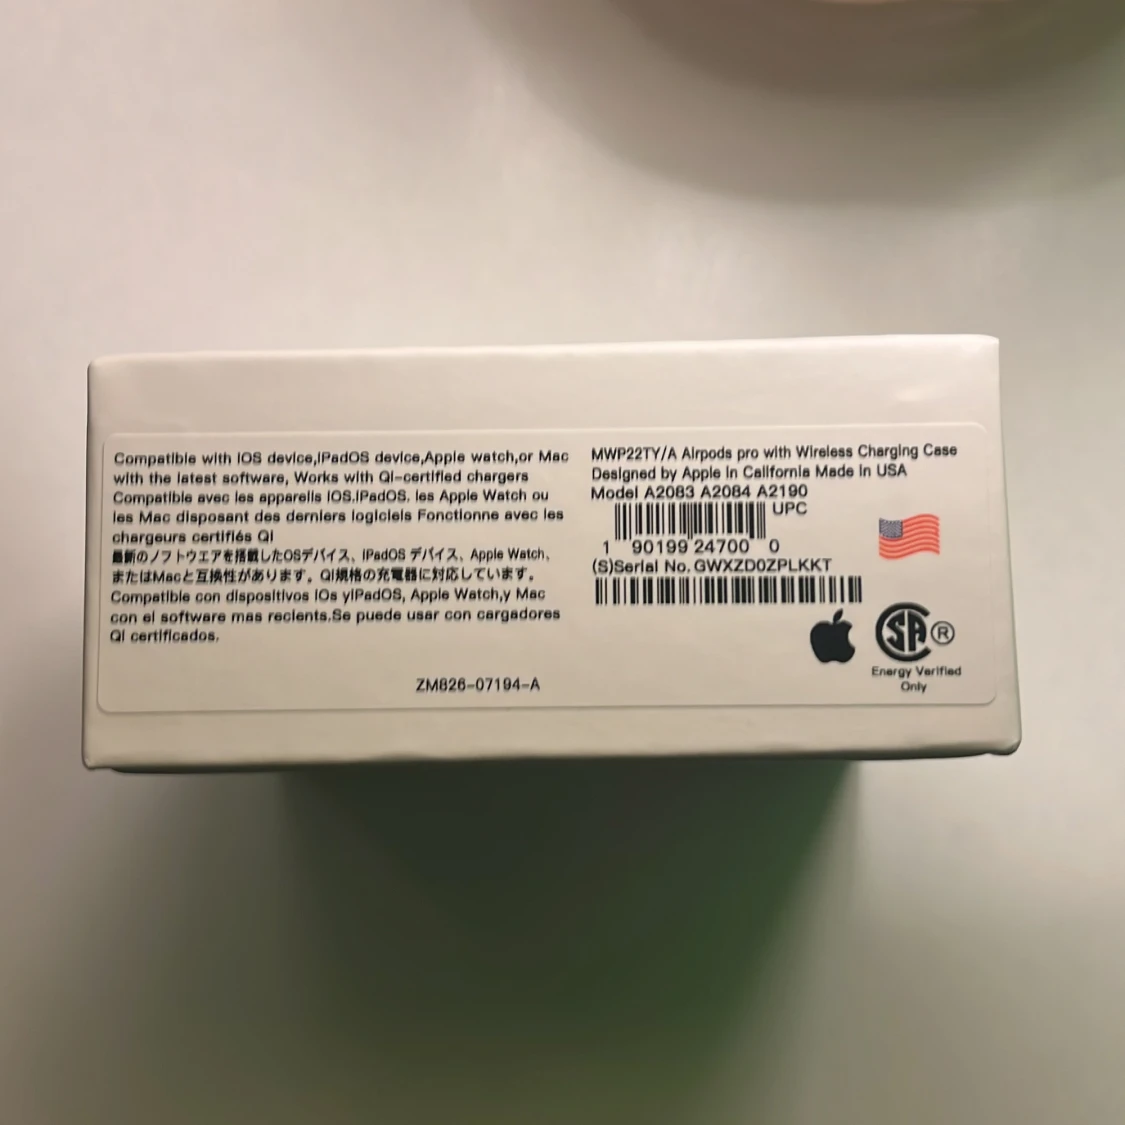 Compatible with IOS device,IPadOS device,Apple watch,or Mac
with the latest software, Works with QI-certified chargers
Compatible avec les appareils IOS.IPadOS. les Apple Watch ou
les Mac disposant des derniers logiciels Fonctionne avec les
chargeurs certifiés QI
最新のソフトウエアを搭載したOSデバイス、IPadOS デバイス、Apple Watch、
またはMacと互換性があります。QI規格の充電器に対応しています。
Compatible con dispositivos IOs yIPadOS, Apple Watch,y Mac
con el software mas recients.Se puede usar con cargadores
QI certificados.
ZM826-07194-A
MWP22TY/A Airpods pro with Wireless Charging Case
Designed by Apple In California Made In USA
Model A2083 A2084 A2190
UPC
1 90199 24700 0
(S)Serial No. GWXZD0ZPLKKT
SA ®
Energy Verified
Only